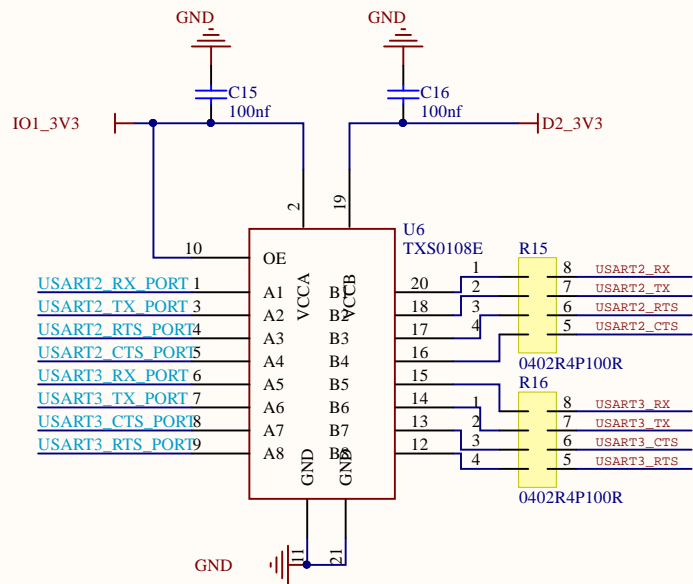 GND GND
C15 C16
100nf 100nf
IO1_3V3 D2_3V3
2 19
U6
TXS0108E R15
10 OE VCCA VCCB
USART2_RX_PORT 1 A1 B1 20 1 8 USART2_RX
USART2_TX_PORT 3 A2 B2 18 2 7 USART2_TX
USART2_RTS_PORT 4 A3 B3 17 3 6 USART2_RTS
USART2_CTS_PORT 5 A4 B4 16 4 5 USART2_CTS
0402R4P100R
USART3_RX_PORT 6 A5 B5 15 R16
USART3_TX_PORT 7 A6 B6 14 1 8 USART3_RX
USART3_CTS_PORT 8 A7 B7 13 2 7 USART3_TX
USART3_RTS_PORT 9 A8 B8 12 3 6 USART3_CTS
4 5 USART3_RTS
GND GND
0402R4P100R
11 21
GND